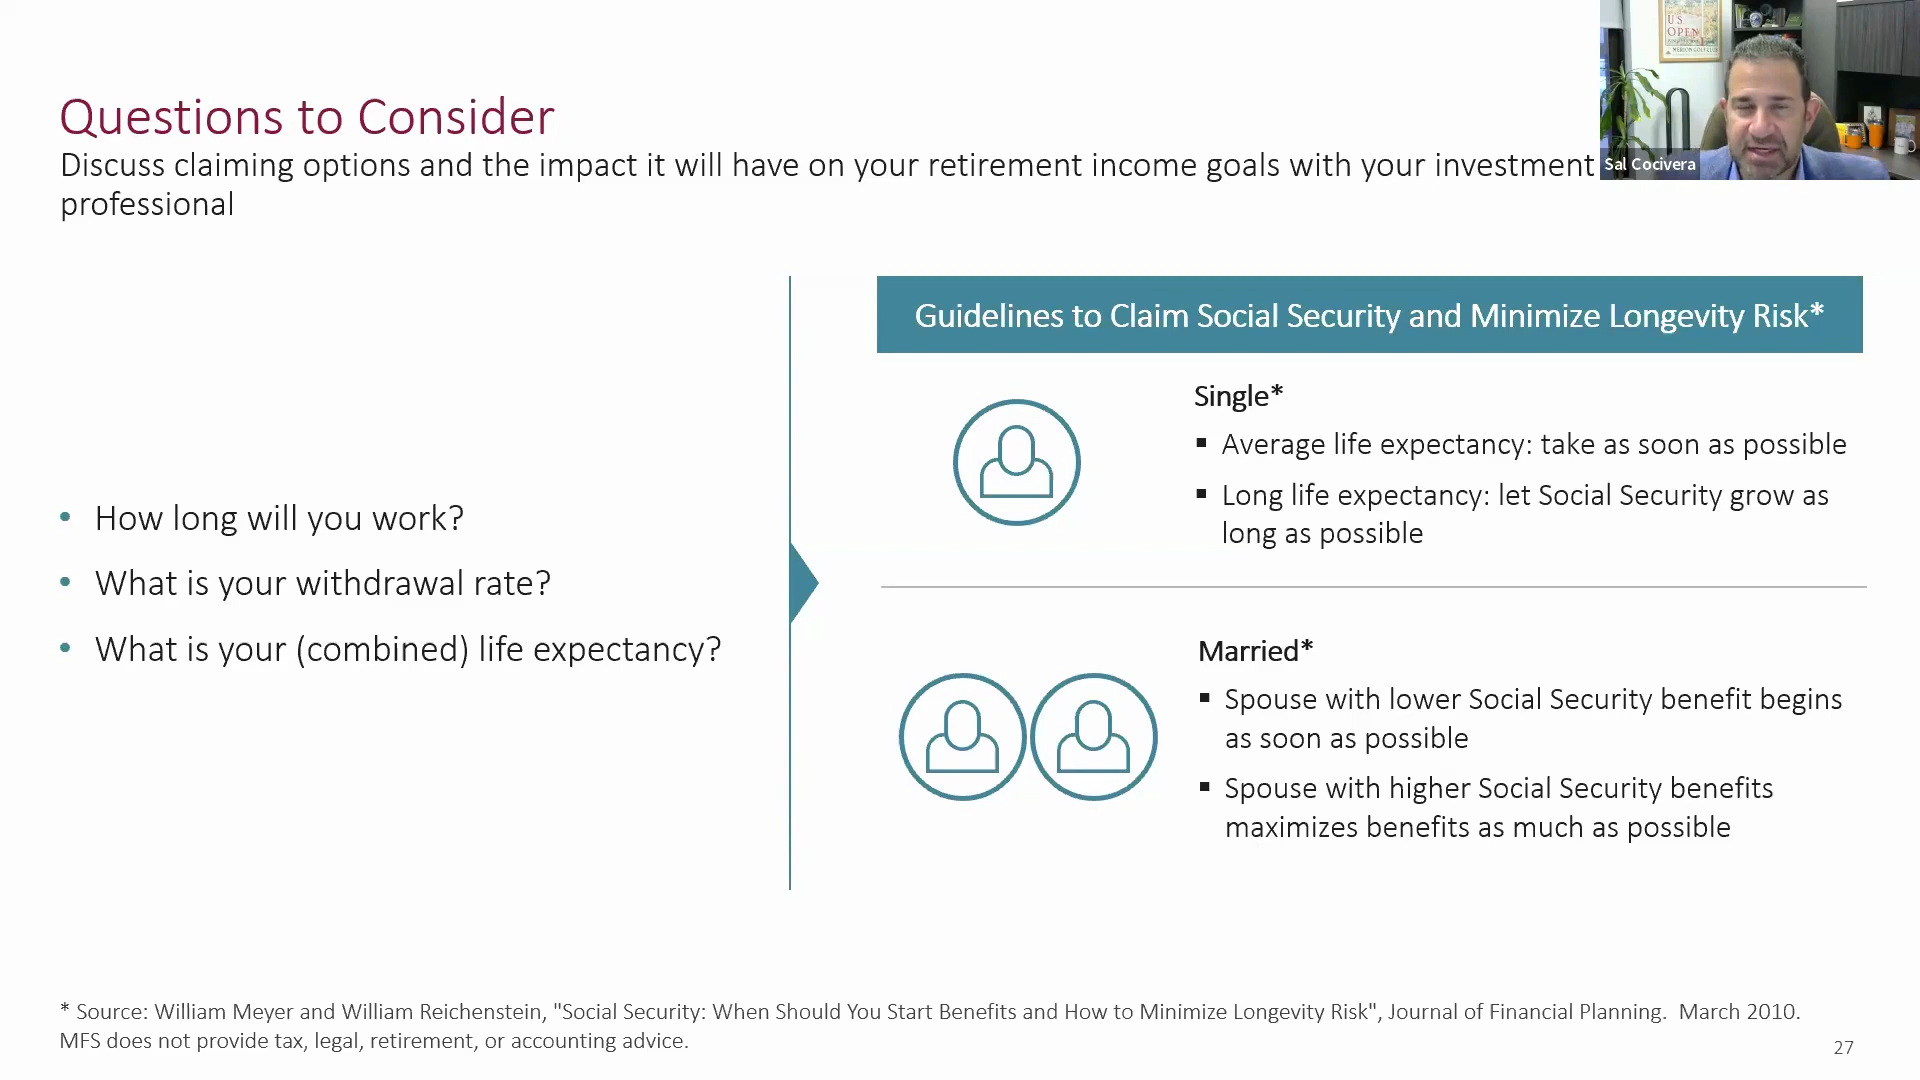 US
OPEN
MERION GOLF CLUB
Sal Cocivera
Questions to Consider
Discuss claiming options and the impact it will have on your retirement income goals with your investment
professional
• How long will you work?
• What is your withdrawal rate?
• What is your (combined) life expectancy?
Guidelines to Claim Social Security and Minimize Longevity Risk*
Single*
▪ Average life expectancy: take as soon as possible
▪ Long life expectancy: let Social Security grow as
long as possible
Married*
▪ Spouse with lower Social Security benefit begins
as soon as possible
▪ Spouse with higher Social Security benefits
maximizes benefits as much as possible
* Source: William Meyer and William Reichenstein, "Social Security: When Should You Start Benefits and How to Minimize Longevity Risk", Journal of Financial Planning.  March 2010.
MFS does not provide tax, legal, retirement, or accounting advice.
27